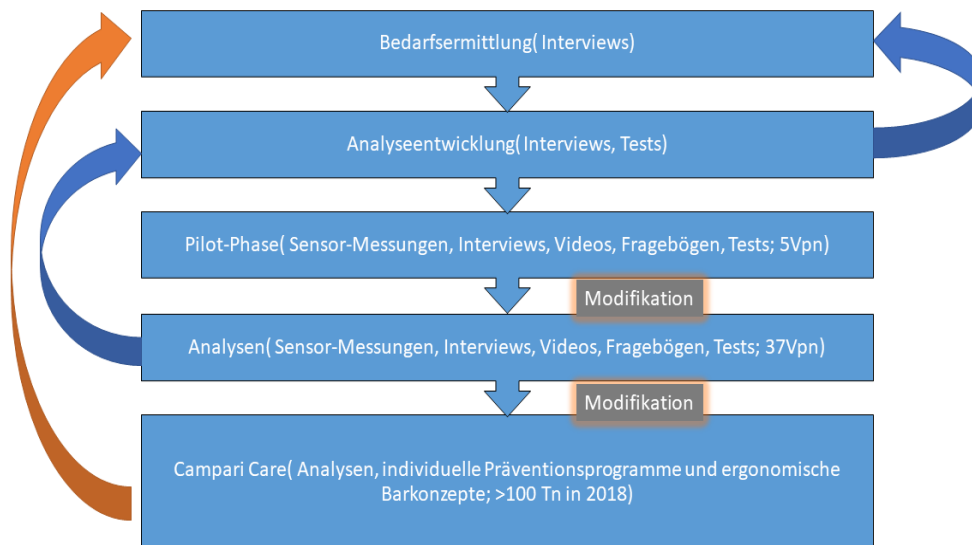 Bedarfsermittlung( Interviews)
Analyseentwicklung( Interviews, Tests)
Pilot-Phase( Sensor-Messungen, Interviews, Videos, Fragebögen, Tests; 5Vpn)
Modifikation
Analysen( Sensor-Messungen, Interviews, Videos, Fragebögen, Tests; 37Vpn)
Modifikation
Campari Care( Analysen, individuelle Präventionsprogramme und ergonomische
Barkonzepte; >100 Tn in 2018)